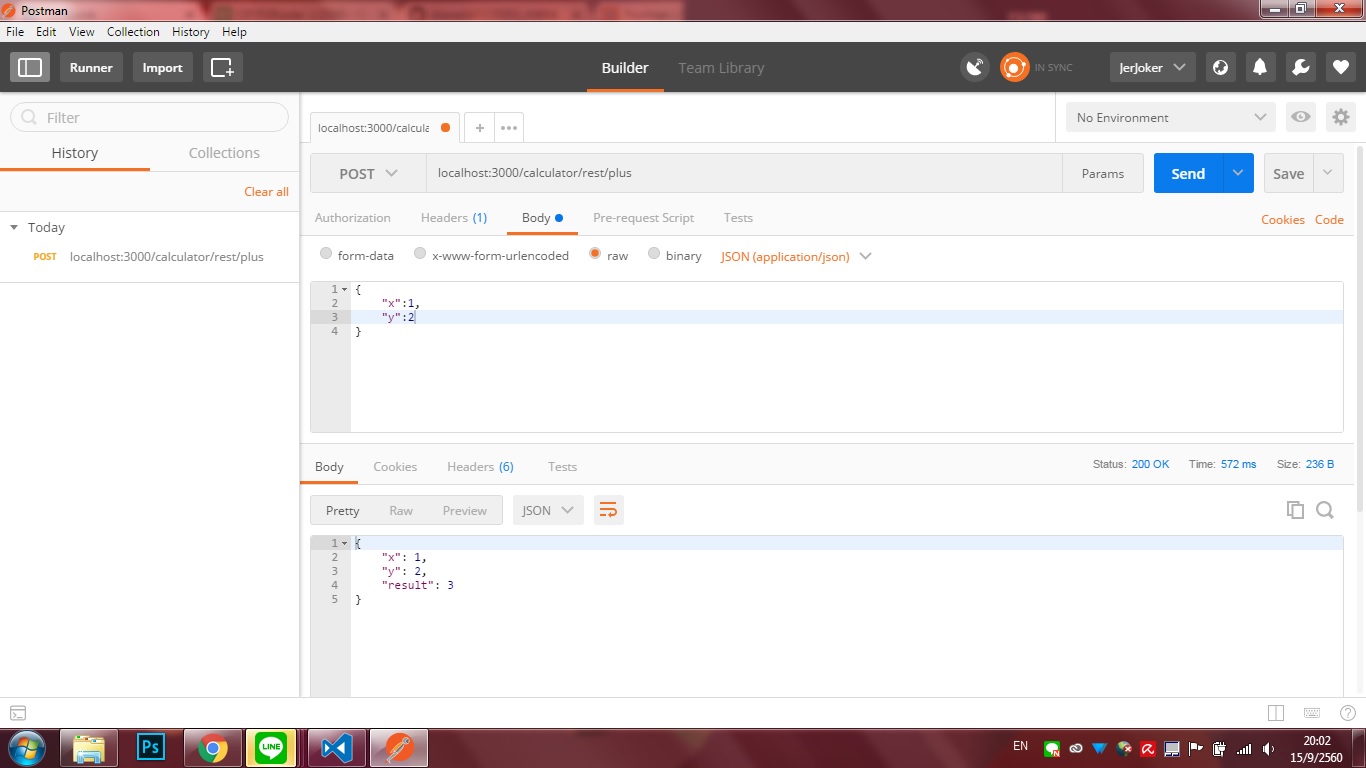 Postman
File Edit View Collection History Help
Runner Import Builder Team Library IN SYNC JerJoker
Filter
History Collections
Clear all
Today
POST localhost:3000/calculator/rest/plus
localhost:3000/calcula + •••
No Environment
POST localhost:3000/calculator/rest/plus Params Send Save
Authorization Headers (1) Body Pre-request Script Tests Cookies Code
form-data x-www-form-urlencoded raw binary JSON (application/json)
1 {
2 "x":1,
3 "y":2
4 }
Body Cookies Headers (6) Tests Status: 200 OK Time: 572 ms Size: 236 B
Pretty Raw Preview JSON
1 {
2 "x": 1,
3 "y": 2,
4 "result": 3
5 }
Ps LINE EN 20:02
15/9/2560